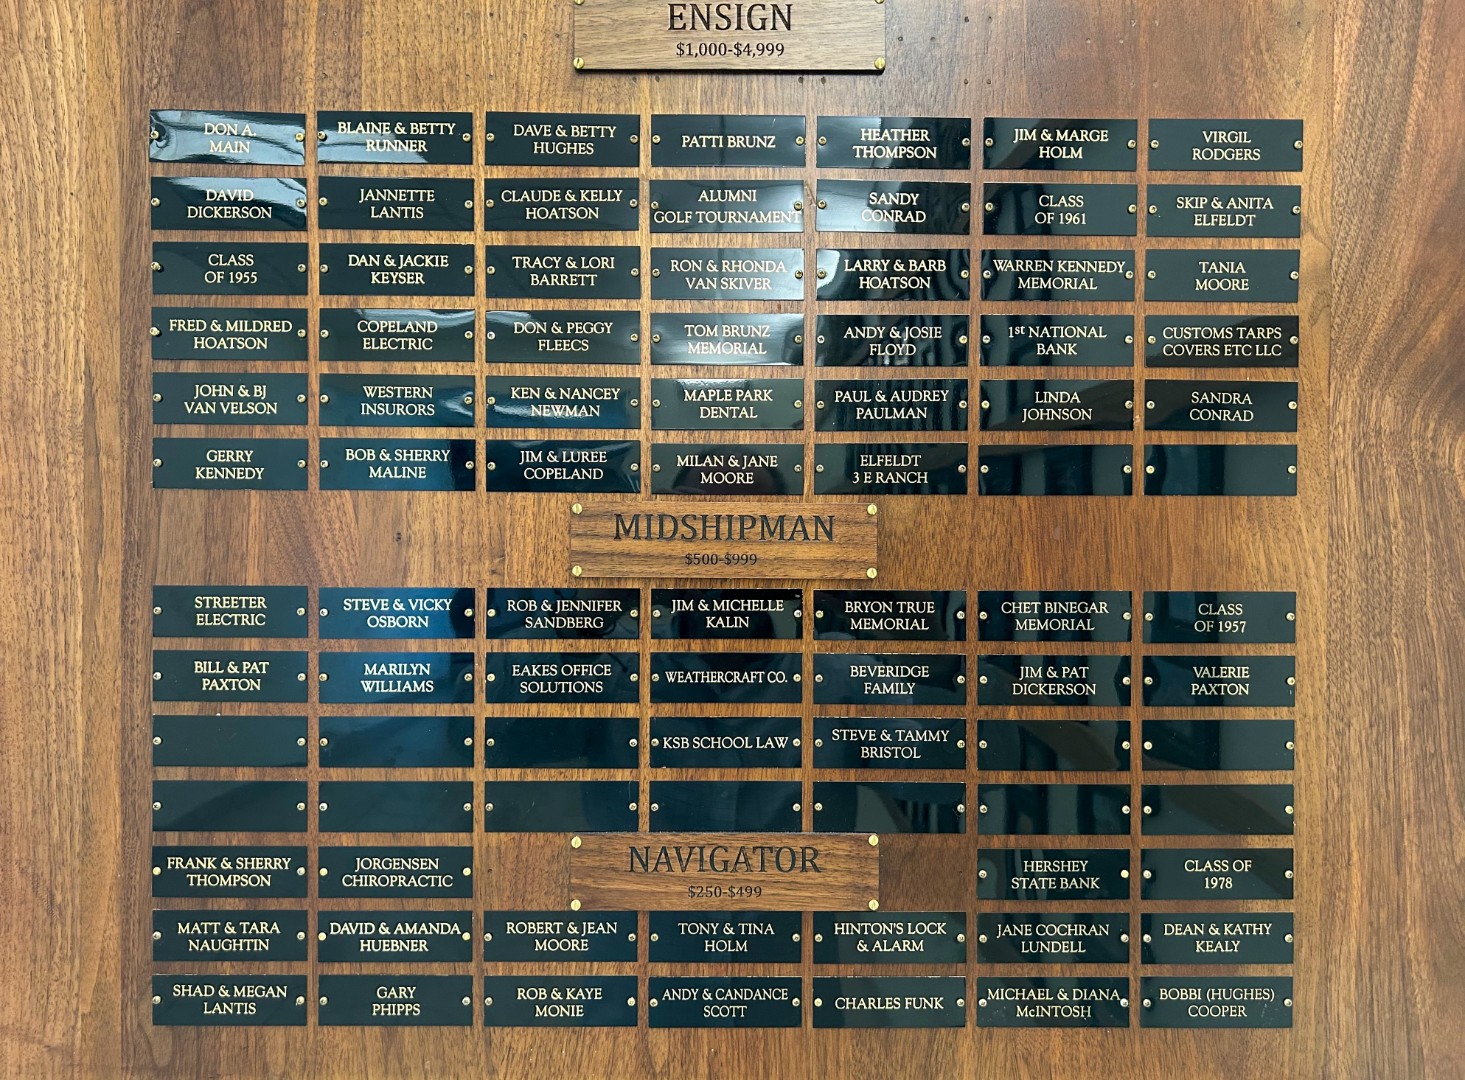 ENSIGN
$1,000-$4,999
DON A.
MAIN
BLAINE & BETTY
RUNNER
DAVE & BETTY
HUGHES
PATTI BRUNZ
HEATHER
THOMPSON
JIM & MARGE
HOLM
VIRGIL
RODGERS
DAVID
DICKERSON
JANNETTE
LANTIS
CLAUDE & KELLY
HOATSON
ALUMNI
GOLF TOURNAMENT
SANDY
CONRAD
CLASS
OF 1961
SKIP & ANITA
ELFELDT
CLASS
OF 1955
DAN & JACKIE
KEYSER
TRACY & LORI
BARRETT
RON & RHONDA
VAN SKIVER
LARRY & BARB
HOATSON
WARREN KENNEDY
MEMORIAL
TANIA
MOORE
FRED & MILDRED
HOATSON
COPELAND
ELECTRIC
DON & PEGGY
FLEECS
TOM BRUNZ
MEMORIAL
ANDY & JOSIE
FLOYD
1st NATIONAL
BANK
CUSTOMS TARPS
COVERS ETC LLC
JOHN & BJ
VAN VELSON
WESTERN
INSURORS
KEN & NANCEY
NEWMAN
MAPLE PARK
DENTAL
PAUL & AUDREY
PAULMAN
LINDA
JOHNSON
SANDRA
CONRAD
GERRY
KENNEDY
BOB & SHERRY
MALINE
JIM & LUREE
COPELAND
MILAN & JANE
MOORE
ELFELDT
3 E RANCH
MIDSHIPMAN
$500-$999
STREETER
ELECTRIC
STEVE & VICKY
OSBORN
ROB & JENNIFER
SANDBERG
JIM & MICHELLE
KALIN
BRYON TRUE
MEMORIAL
CHET BINEGAR
MEMORIAL
CLASS
OF 1957
BILL & PAT
PAXTON
MARILYN
WILLIAMS
EAKES OFFICE
SOLUTIONS
WEATHERCRAFT CO.
BEVERIDGE
FAMILY
JIM & PAT
DICKERSON
VALERIE
PAXTON
KSB SCHOOL LAW
STEVE & TAMMY
BRISTOL
NAVIGATOR
$250-$499
FRANK & SHERRY
THOMPSON
JORGENSEN
CHIROPRACTIC
HERSHEY
STATE BANK
CLASS OF
1978
MATT & TARA
NAUGHTIN
DAVID & AMANDA
HUEBNER
ROBERT & JEAN
MOORE
TONY & TINA
HOLM
HINTON'S LOCK
& ALARM
JANE COCHRAN
LUNDELL
DEAN & KATHY
KEALY
SHAD & MEGAN
LANTIS
GARY
PHIPPS
ROB & KAYE
MONIE
ANDY & CANDANCE
SCOTT
CHARLES FUNK
MICHAEL & DIANA
McINTOSH
BOBBI (HUGHES)
COOPER